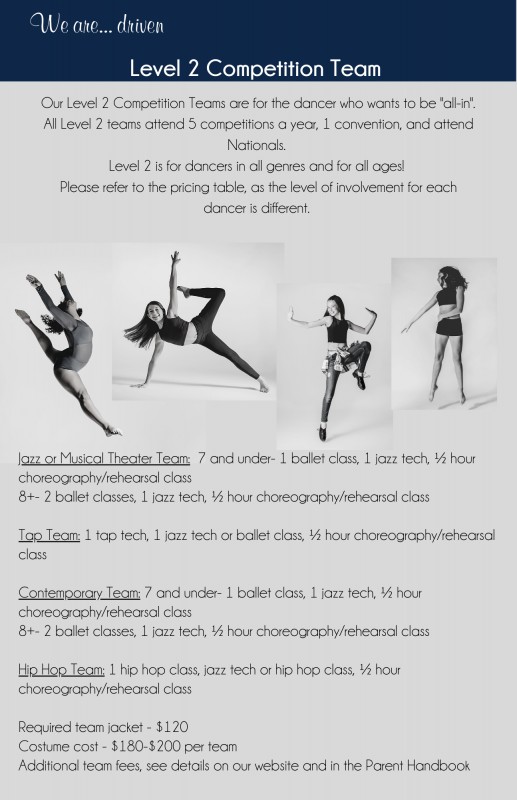 We are... driven
Level 2 Competition Team
Our Level 2 Competition Teams are for the dancer who wants to be "all-in".
All Level 2 teams attend 5 competitions a year, 1 convention, and attend
Nationals.
Level 2 is for dancers in all genres and for all ages!
Please refer to the pricing table, as the level of involvement for each
dancer is different.
Jazz or Musical Theater Team: 7 and under- 1 ballet class, 1 jazz tech, ½ hour
choreography/rehearsal class
8+- 2 ballet classes, 1 jazz tech, ½ hour choreography/rehearsal class
Tap Team: 1 tap tech, 1 jazz tech or ballet class, ½ hour choreography/rehearsal
class
Contemporary Team: 7 and under- 1 ballet class, 1 jazz tech, ½ hour
choreography/rehearsal class
8+- 2 ballet classes, 1 jazz tech, ½ hour choreography/rehearsal class
Hip Hop Team: 1 hip hop class, jazz tech or hip hop class, ½ hour
choreography/rehearsal class
Required team jacket - $120
Costume cost - $180-$200 per team
Additional team fees, see details on our website and in the Parent Handbook